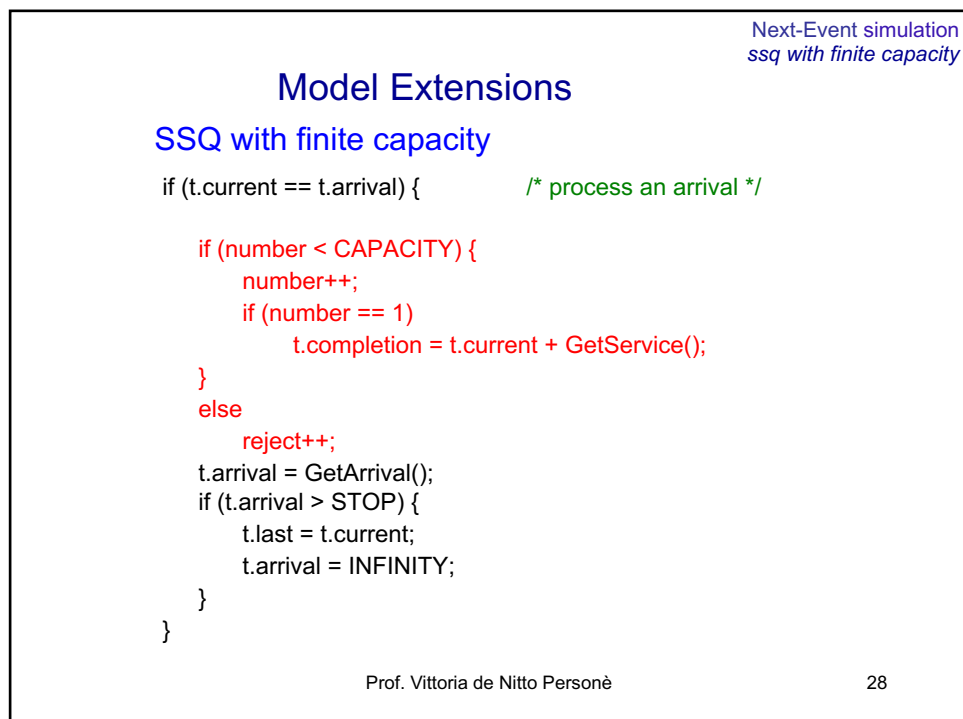 Next-Event simulation
ssq with finite capacity
Model Extensions
SSQ with finite capacity
if (t.current == t.arrival) { /* process an arrival */
if (number < CAPACITY) {
number++;
if (number == 1)
t.completion = t.current + GetService();
}
else
reject++;
t.arrival = GetArrival();
if (t.arrival > STOP) {
t.last = t.current;
t.arrival = INFINITY;
}
}
Prof. Vittoria de Nitto Personè 28